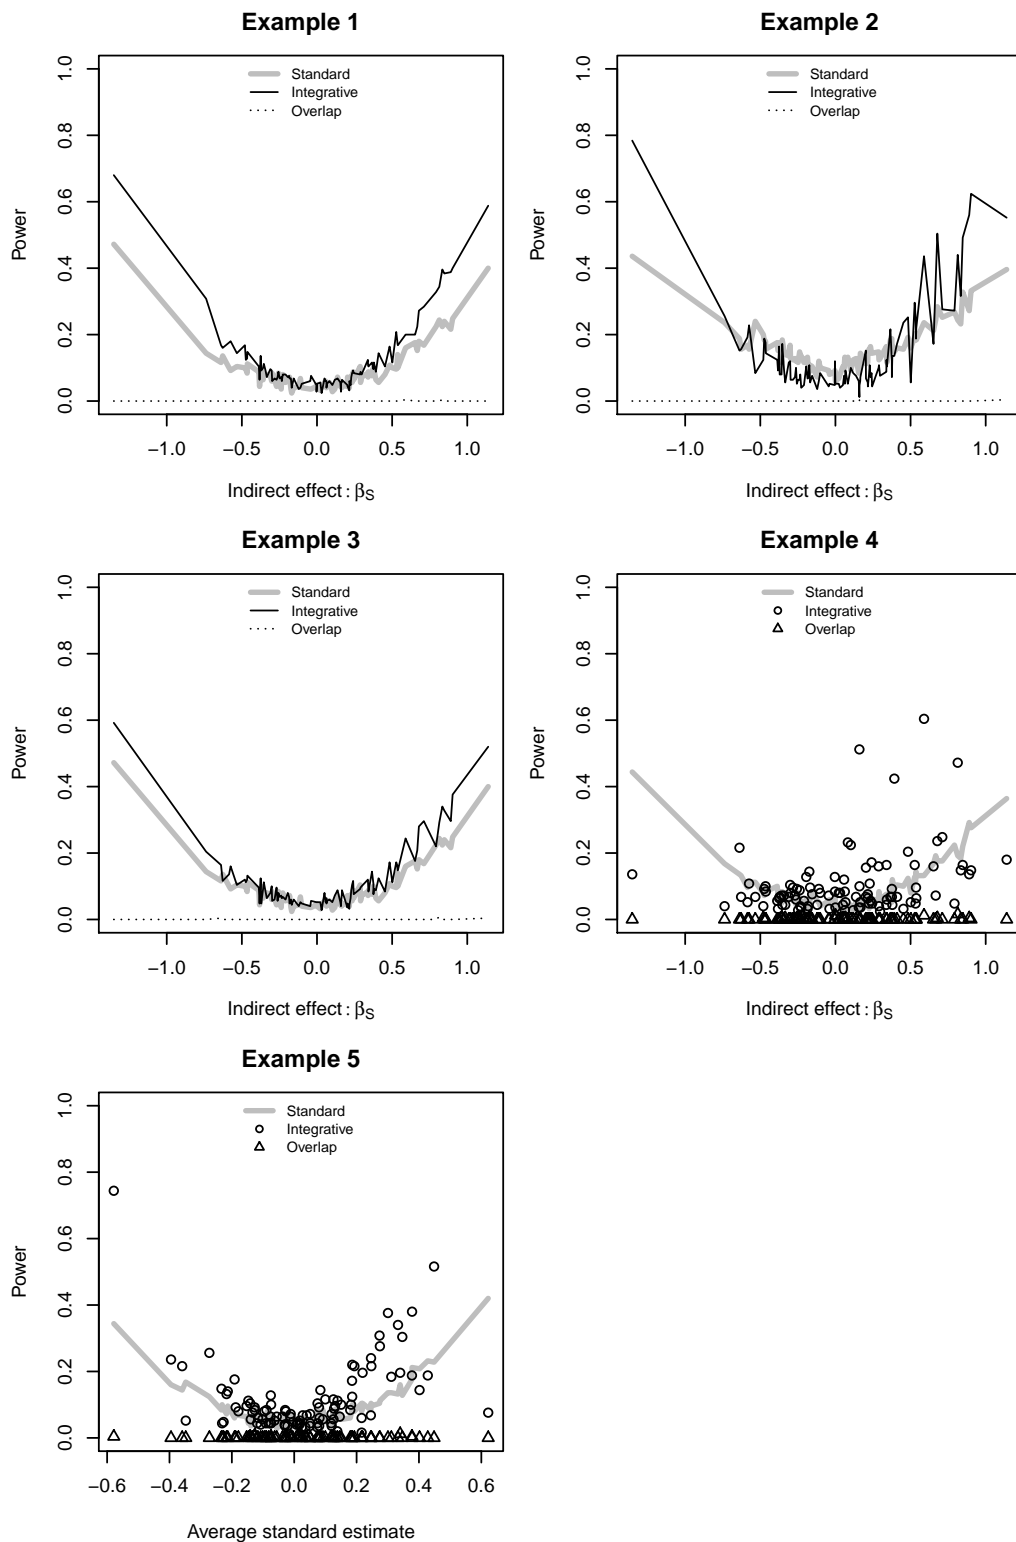 Example 1
Standard
Integrative
Overlap
Power
0.0 0.2 0.4 0.6 0.8 1.0
−1.0 −0.5 0.0 0.5 1.0
Indirect effect : βS
Example 2
Standard
Integrative
Overlap
Power
0.0 0.2 0.4 0.6 0.8 1.0
−1.0 −0.5 0.0 0.5 1.0
Indirect effect : βS
Example 3
Standard
Integrative
Overlap
Power
0.0 0.2 0.4 0.6 0.8 1.0
−1.0 −0.5 0.0 0.5 1.0
Indirect effect : βS
Example 4
Standard
Integrative
Overlap
Power
0.0 0.2 0.4 0.6 0.8 1.0
−1.0 −0.5 0.0 0.5 1.0
Indirect effect : βS
Example 5
Standard
Integrative
Overlap
Power
0.0 0.2 0.4 0.6 0.8 1.0
−0.6 −0.4 −0.2 0.0 0.2 0.4 0.6
Average standard estimate